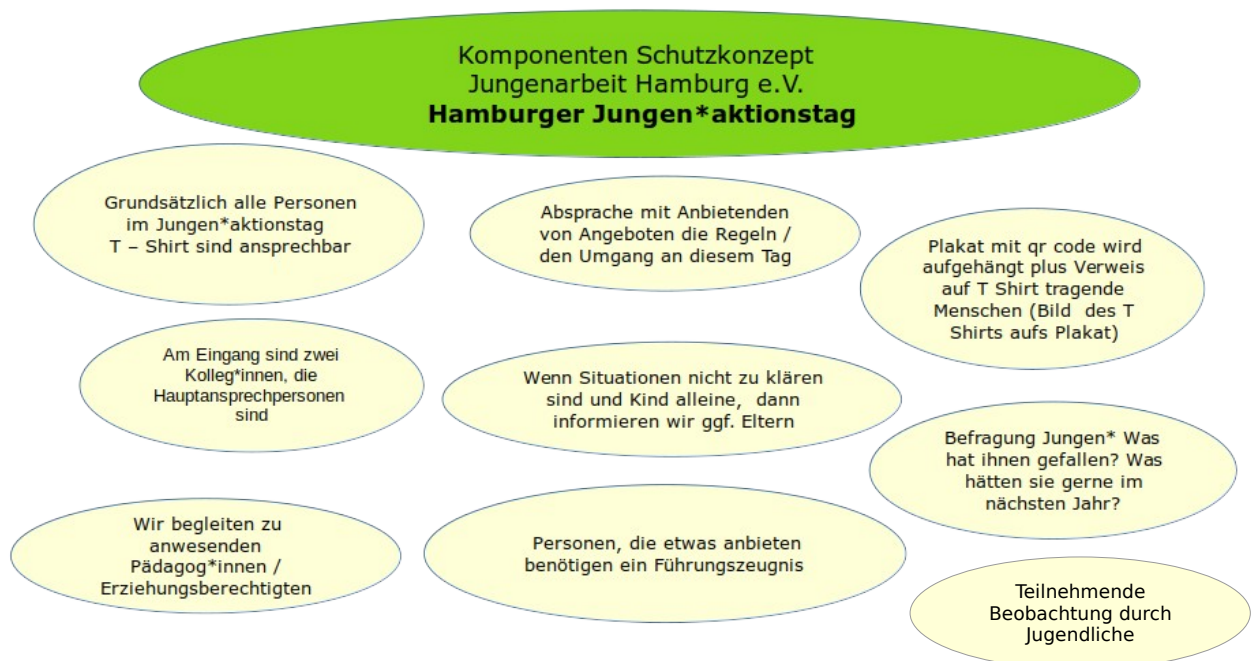 Komponenten Schutzkonzept
Jungenarbeit Hamburg e.V.
Hamburger Jungen*aktionstag
Grundsätzlich alle Personen
im Jungen*aktionstag
T – Shirt sind ansprechbar
Absprache mit Anbietenden
von Angeboten die Regeln /
den Umgang an diesem Tag
Plakat mit qr code wird
aufgehängt plus Verweis
auf T Shirt tragende
Menschen (Bild des T
Shirts aufs Plakat)
Am Eingang sind zwei
Kolleg*innen, die
Hauptansprechpersonen
sind
Wenn Situationen nicht zu klären
sind und Kind alleine, dann
informieren wir ggf. Eltern
Befragung Jungen* Was
hat ihnen gefallen? Was
hätten sie gerne im
nächsten Jahr?
Wir begleiten zu
anwesenden
Pädagog*innen /
Erziehungsberechtigten
Personen, die etwas anbieten
benötigen ein Führungszeugnis
Teilnehmende
Beobachtung durch
Jugendliche